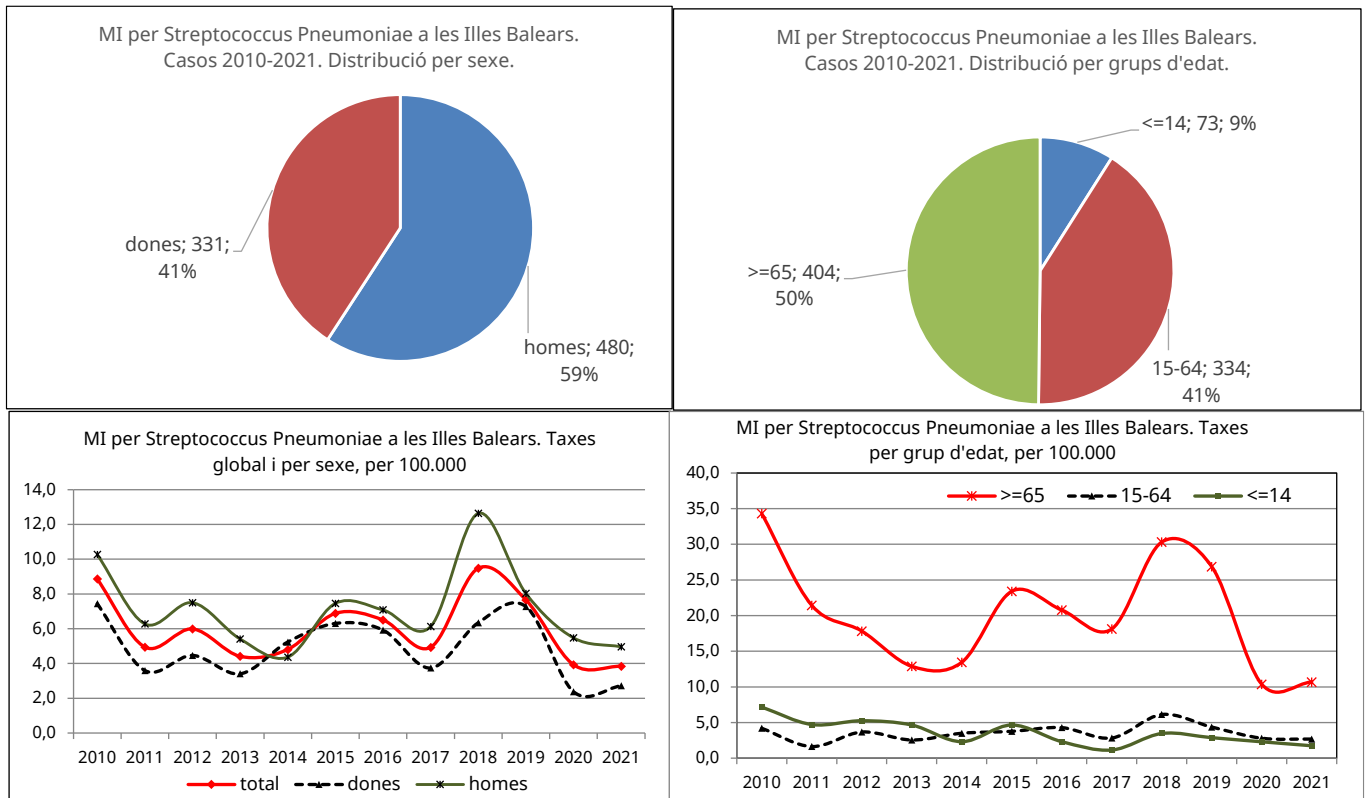 MI per Streptococcus Pneumoniae a les Illes Balears.
Casos 2010-2021. Distribució per sexe.
dones; 331;
41%
homes; 480;
59%
MI per Streptococcus Pneumoniae a les Illes Balears.
Casos 2010-2021. Distribució per grups d'edat.
<=14; 73; 9%
>=65; 404;
50%
15-64; 334;
41%
MI per Streptococcus Pneumoniae a les Illes Balears. Taxes
global i per sexe, per 100.000
14,0
12,0
10,0
8,0
6,0
4,0
2,0
0,0
2010 2011 2012 2013 2014 2015 2016 2017 2018 2019 2020 2021
total dones homes
MI per Streptococcus Pneumoniae a les Illes Balears. Taxes
per grup d'edat, per 100.000
40,0
>=65 15-64 <=14
35,0
30,0
25,0
20,0
15,0
10,0
5,0
0,0
2010 2011 2012 2013 2014 2015 2016 2017 2018 2019 2020 2021